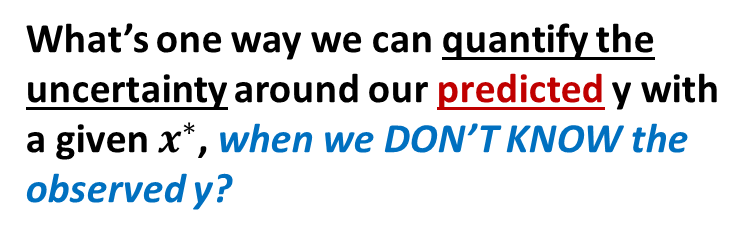 What’s one way we can quantify the
uncertainty around our predicted y with
a given x*, when we DON’T KNOW the
observed y?